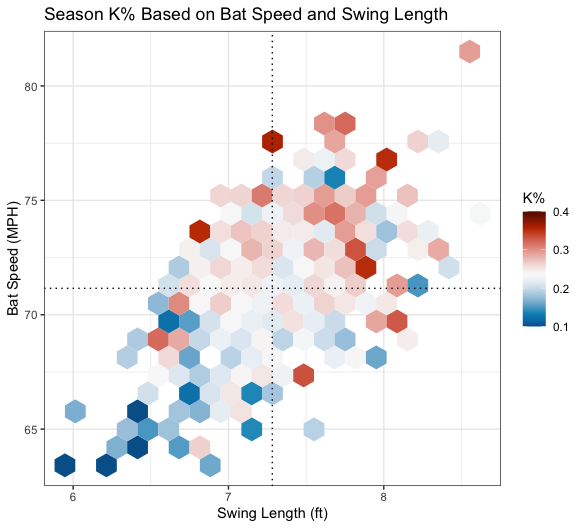 Season K% Based on Bat Speed and Swing Length
80
75
70
65
Bat Speed (MPH)
6
7
8
Swing Length (ft)
K%
0.4
0.3
0.2
0.1